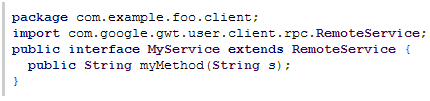 package com.example.foo.client;
import com.google.gwt.user.client.rpc.RemoteService;
public interface MyService extends RemoteService {
  public String myMethod(String s);
}